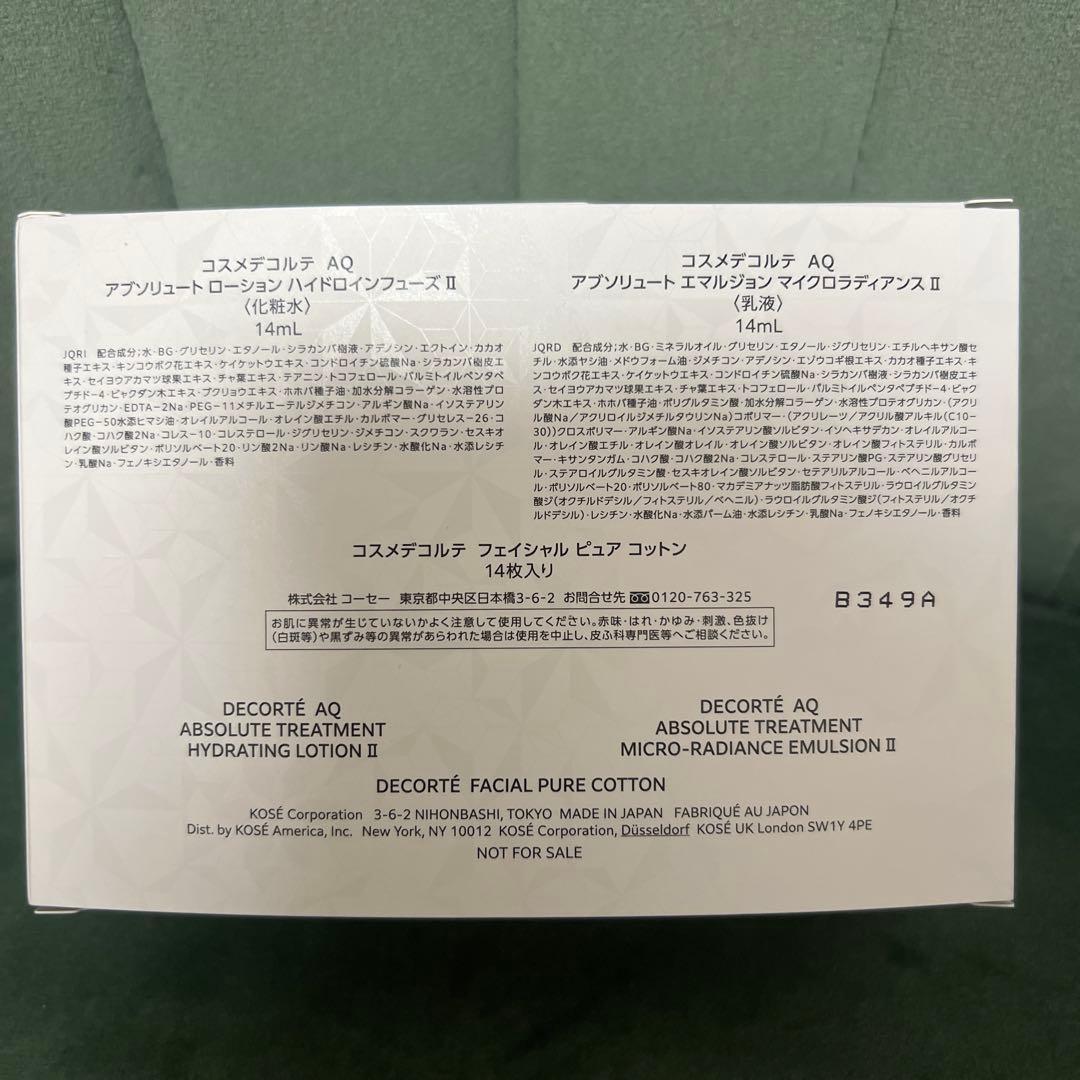 コスメデコルテ AQ
アブソリュート ローション ハイドロインフューズ II
〈化粧水〉
14mL
JQRI 配合成分;水・BG・グリセリン・エタノール・シラカンバ樹液・アデノシン・エクトイン・カカオ
種子エキス・キンコウボク花エキス・ケイケットウエキス・コンドロイチン硫酸Na・シラカンバ樹皮エ
キス・セイヨウアカマツ球果エキス・チャ葉エキス・テアニン・トコフェロール・パルミトイルペンタペ
プチド-4・ビャクダン木エキス・ブクリョウエキス・ホホバ種子油・加水分解コラーゲン・水溶性プロ
テオグリカン・EDTA-2Na・PEG-11メチルエーテルジメチコン・アルギン酸Na・イソステアリン
酸PEG-50水添ヒマシ油・オレイルアルコール・オレイン酸エチル・カルボマー・グリセレス-26・コ
ハク酸・コハク酸2Na・コレス-10・コレステロール・ジグリセリン・ジメチコン・スクワラン・セスキオ
レイン酸ソルビタン・ポリソルベート20・リン酸2Na・リン酸Na・レシチン・水酸化Na・水添レシチ
ン・乳酸Na・フェノキシエタノール・香料
コスメデコルテ AQ
アブソリュート エマルジョン マイクロラディアンス II
〈乳液〉
14mL
JQRD 配合成分;水・BG・ミネラルオイル・グリセリン・エタノール・ジグリセリン・エチルヘキサン酸セ
チル・水添ヤシ油・メドウフォーム油・ジメチコン・アデノシン・エゾウコギ根エキス・カカオ種子エキス・キ
ンコウボク花エキス・ケイケットウエキス・コンドロイチン硫酸Na・シラカンバ樹液・シラカンバ樹皮エキ
ス・セイヨウアカマツ球果エキス・チャ葉エキス・トコフェロール・パルミトイルペンタペプチド-4・ビャク
ダン木エキス・ホホバ種子油・ポリグルタミン酸・加水分解コラーゲン・水溶性プロテオグリカン・(アクリ
ル酸Na/アクリロイルジメチルタウリンNa)コポリマー・(アクリレーツ/アクリル酸アルキル(C10-
30))クロスポリマー・アルギン酸Na・イソステアリン酸ソルビタン・イソヘキサデカン・オレイルアルコー
ル・オレイン酸エチル・オレイン酸オレイル・オレイン酸ソルビタン・オレイン酸フィトステリル・カルボ
マー・キサンタンガム・コハク酸・コハク酸2Na・コレステロール・ステアリン酸PG・ステアリン酸グリセリ
ル・ステアロイルグルタミン酸・セスキオレイン酸ソルビタン・セテアリルアルコール・ベヘニルアルコー
ル・ポリソルベート20・ポリソルベート80・マカデミアナッツ脂肪酸フィトステリル・ラウロイルグルタミン
酸ジ(オクチルドデシル/フィトステリル/ベヘニル)・ラウロイルグルタミン酸ジ(フィトステリル/オクチ
ルドデシル)・レシチン・水酸化Na・水添パーム油・水添レシチン・乳酸Na・フェノキシエタノール・香料
コスメデコルテ フェイシャル ピュア コットン
14枚入り
株式会社 コーセー 東京都中央区日本橋3-6-2 お問合せ先 0120-763-325
B349A
お肌に異常が生じていないかよく注意して使用してください。赤味・はれ・かゆみ・刺激、色抜け
(白斑等)や黒ずみ等の異常があらわれた場合は使用を中止し、皮ふ科専門医等へご相談ください。
DECORTÉ AQ
ABSOLUTE TREATMENT
HYDRATING LOTION II
DECORTÉ AQ
ABSOLUTE TREATMENT
MICRO-RADIANCE EMULSION II
DECORTÉ FACIAL PURE COTTON
KOSÉ Corporation 3-6-2 NIHONBASHI, TOKYO MADE IN JAPAN FABRIQUÉ AU JAPON
Dist. by KOSÉ America, Inc. New York, NY 10012 KOSÉ Corporation, Düsseldorf KOSÉ UK London SW1Y 4PE
NOT FOR SALE